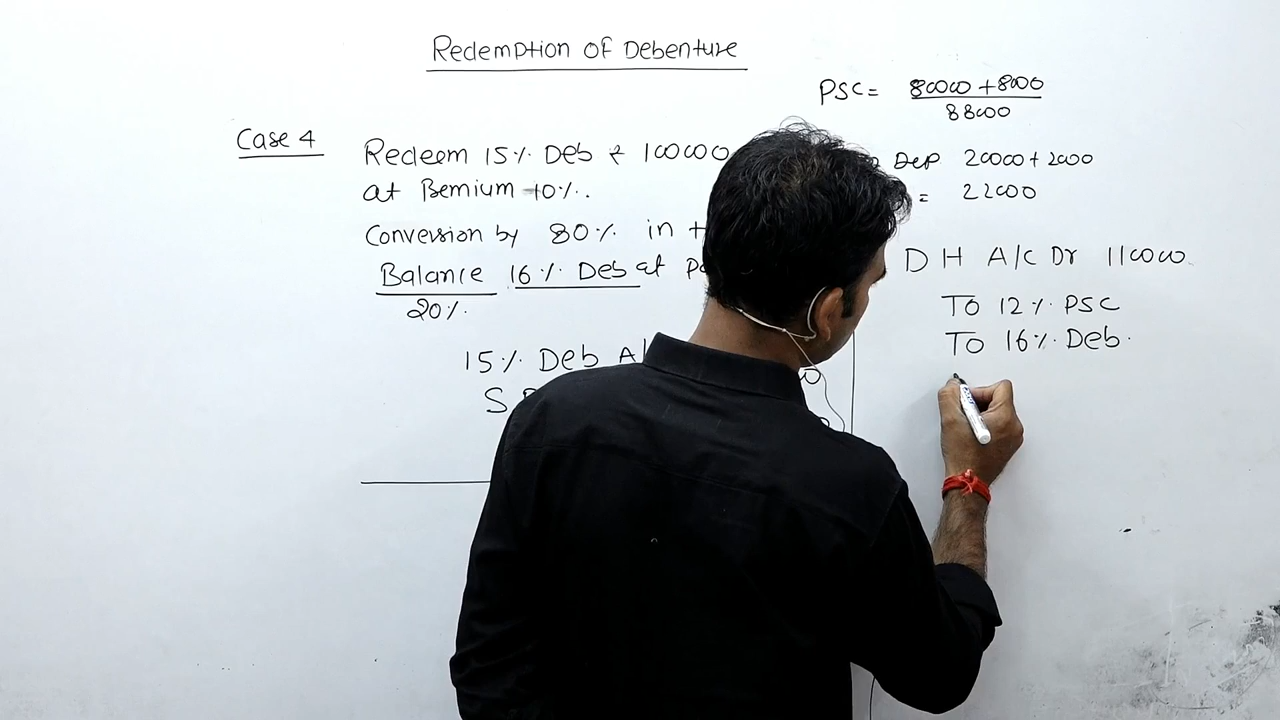 Redemption of Debenture
PSC = 80000 + 8000
88000
Case 4
Redeem 15% Deb ₹ 100000
at Premium 10%.
Conversion by 80% in
Balance 16% Deb at
20%.
Dep 20000 + 2000
= 22000
D H A/C Dr 110000
To 12% PSC
To 16% Deb.
15% Deb
S